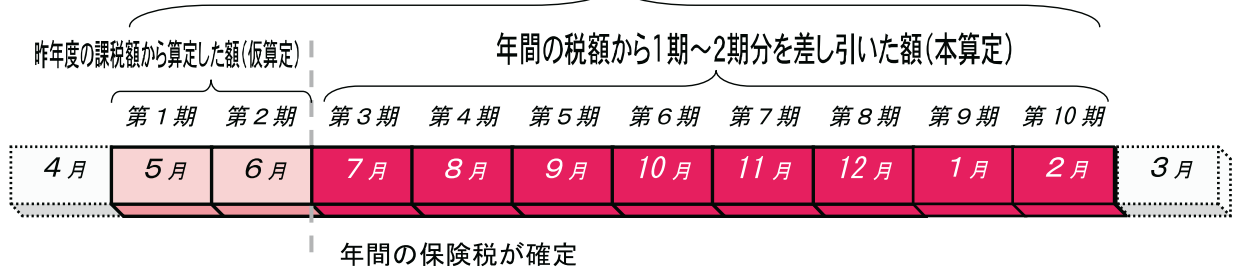 昨年度の課税額から算定した額(仮算定)
年間の税額から1期～2期分を差し引いた額(本算定)
第1期 第2期 第3期 第4期 第5期 第6期 第7期 第8期 第9期 第10期
4月 5月 6月 7月 8月 9月 10月 11月 12月 1月 2月 3月
年間の保険税が確定